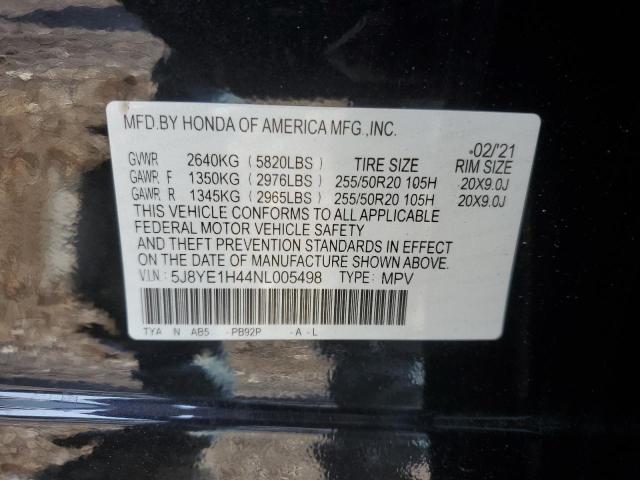 MFD.BY HONDA OF AMERICA MFG.,INC.
02/'21
GVWR 2640KG (5820LBS) TIRE SIZE RIM SIZE
GAWR F 1350KG (2976LBS) 255/50R20 105H 20X9.0J
GAWR R 1345KG (2965LBS) 255/50R20 105H 20X9.0J
THIS VEHICLE CONFORMS TO ALL APPLICABLE
FEDERAL MOTOR VEHICLE SAFETY
AND THEFT PREVENTION STANDARDS IN EFFECT
ON THE DATE OF MANUFACTURE SHOWN ABOVE.
V.I.N.: 5J8YE1H44NL005498 TYPE: MPV
TYA N AB5 -PB92P -A-L